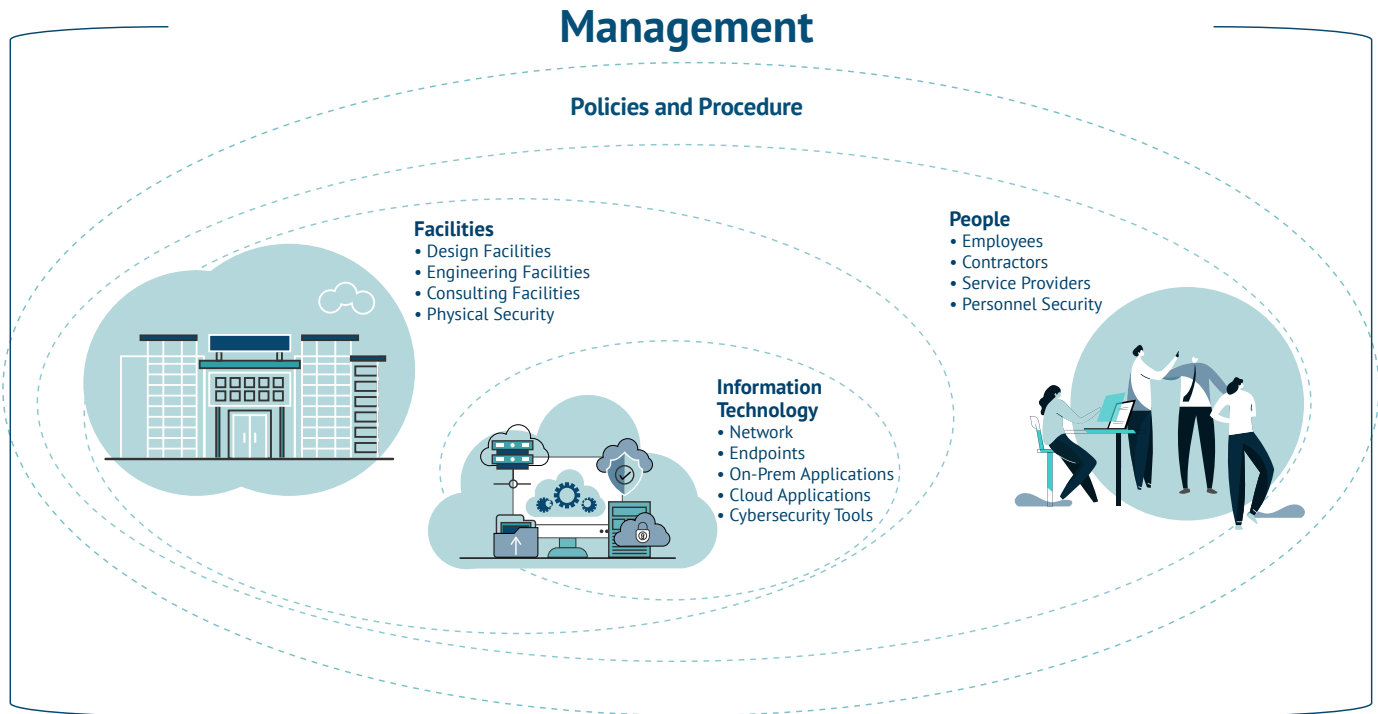 Management
Policies and Procedure
Facilities
• Design Facilities
• Engineering Facilities
• Consulting Facilities
• Physical Security
People
• Employees
• Contractors
• Service Providers
• Personnel Security
Information
Technology
• Network
• Endpoints
• On-Prem Applications
• Cloud Applications
• Cybersecurity Tools